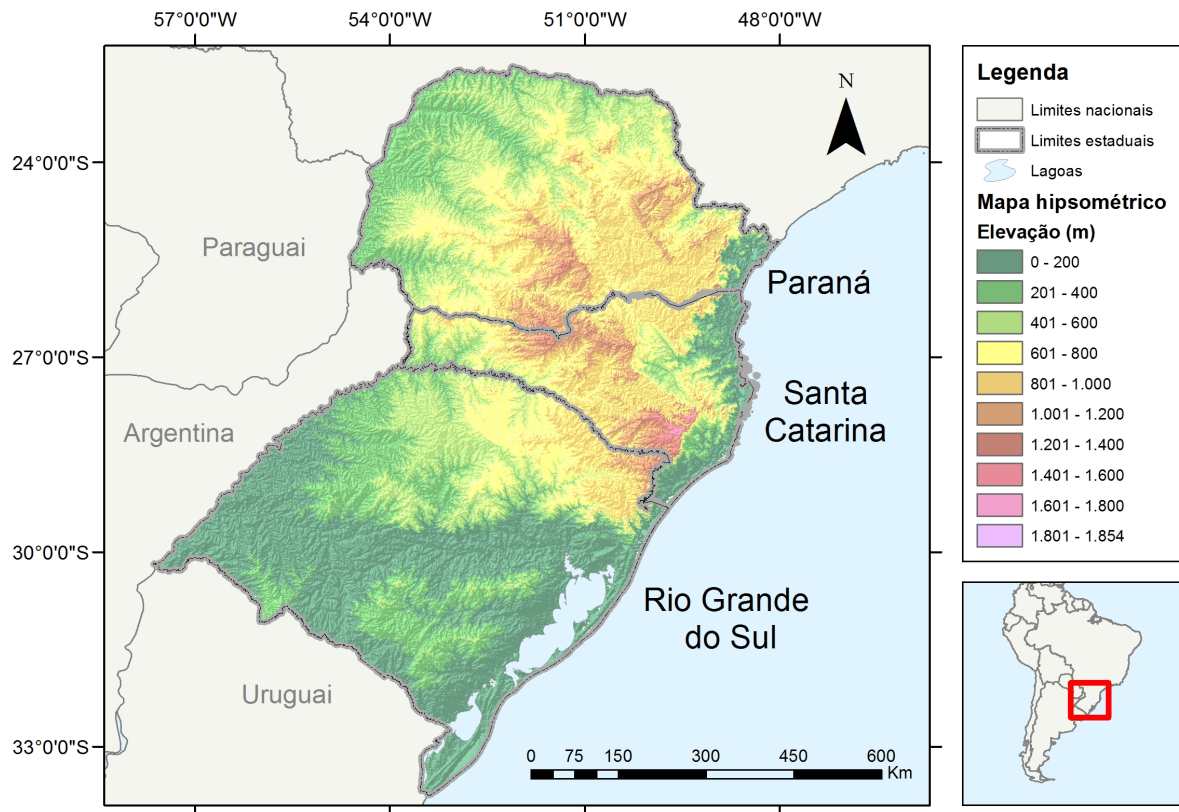 57°0'0"W
54°0'0"W
51°0'0"W
48°0'0"W
24°0'0"S
27°0'0"S
30°0'0"S
33°0'0"S
N
Paraguai
Argentina
Uruguai
Paraná
Santa
Catarina
Rio Grande
do Sul
0 75 150 300 450 600
Km
Legenda
Limites nacionais
Limites estaduais
Lagoas
Mapa hipsométrico
Elevação (m)
0 - 200
201 - 400
401 - 600
601 - 800
801 - 1.000
1.001 - 1.200
1.201 - 1.400
1.401 - 1.600
1.601 - 1.800
1.801 - 1.854